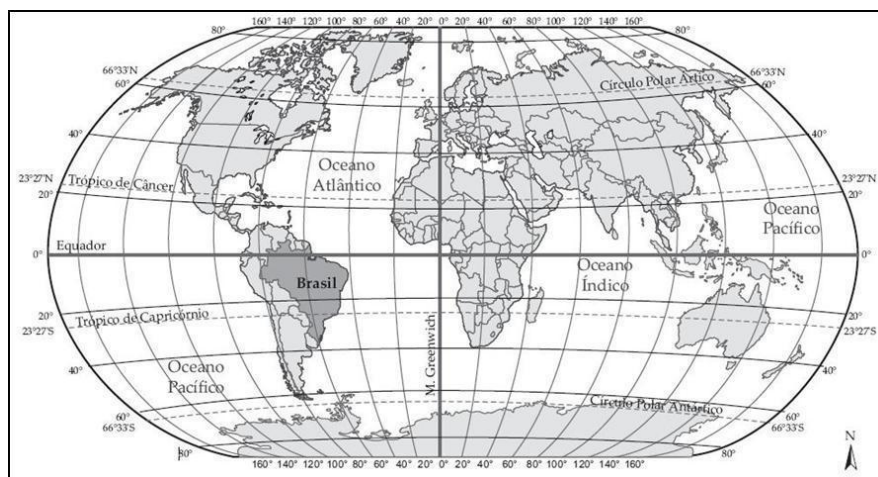 160° 140° 120° 100° 80° 60° 40° 20° 0° 20° 40° 60° 80° 100° 120° 140° 160°
80° 80°
66°33'N 66°33'N
Círculo Polar Ártico
60° 60°
40° 40°
Oceano
Atlântico
23°27'N Trópico de Câncer 23°27'N
20° 20°
Oceano
Pacífico
Equador
0° 0°
Brasil
Oceano
Índico
20° 20°
Trópico de Capricórnio
23°27'S 23°27'S
M. Greenwich
Oceano
Pacífico
40° 40°
Círculo Polar Antártico
60° 60°
66°33'S 66°33'S
80° 80°
160° 140° 120° 100° 80° 60° 40° 20° 0° 20° 40° 60° 80° 100° 120° 140° 160°
N